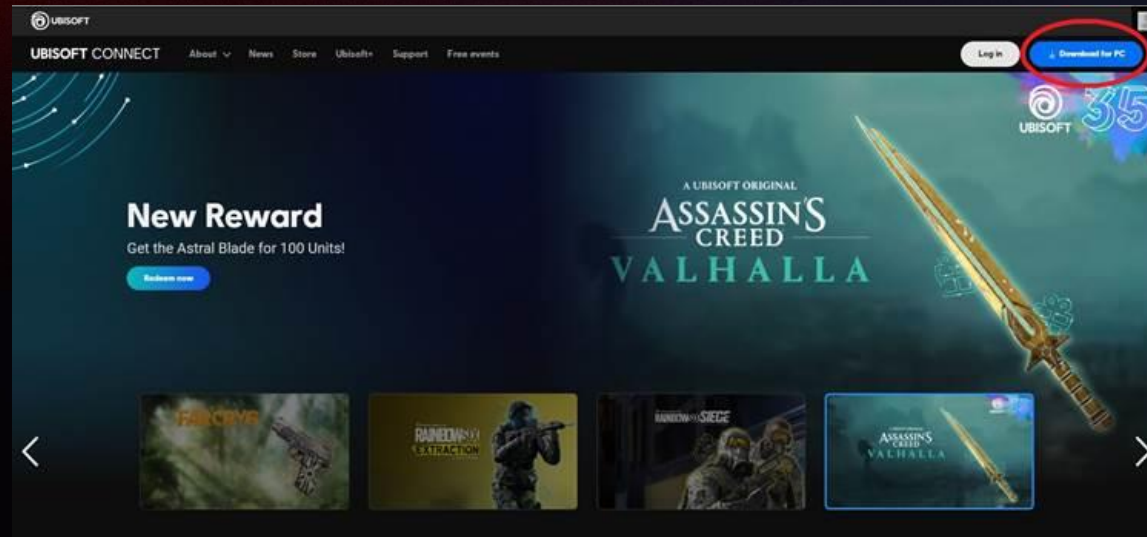 UBISOFT
UBISOFT CONNECT About News Store Ubisoft+ Support Free events Log in Download for PC
UBISOFT 35
New Reward
Get the Astral Blade for 100 Units!
Redeem now
A UBISOFT ORIGINAL
ASSASSIN'S
CREED
VALHALLA
FARCRY6
RAINBOW SIX
EXTRACTION
RAINBOW SIX SIEGE
ASSASSIN'S
CREED
VALHALLA